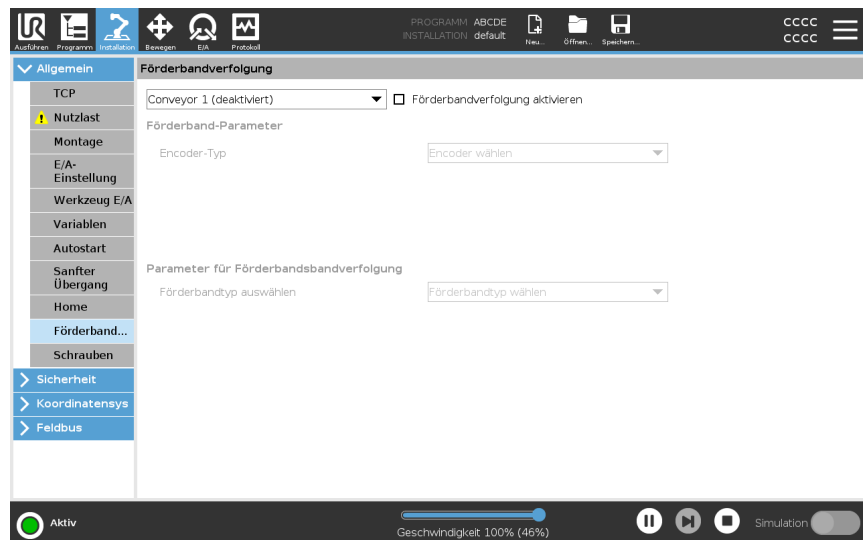 PROGRAMM ABCDE
INSTALLATION default
CCCC
CCCC
Ausführen Programm Installation Bewegen E/A Protokoll Neu... Öffnen... Speichern...
Allgemein
Förderbandverfolgung
TCP
Conveyor 1 (deaktiviert) Förderbandverfolgung aktivieren
Nutzlast
Förderband-Parameter
Montage
Encoder-Typ Encoder wählen
E/A-
Einstellung
Werkzeug E/A
Variablen
Autostart
Parameter für Förderbandsbandverfolgung
Sanfter
Übergang
Förderbandtyp auswählen Förderbandtyp wählen
Home
Förderband...
Schrauben
Sicherheit
Koordinatensys
Feldbus
Aktiv
Geschwindigkeit 100% (46%)
Simulation